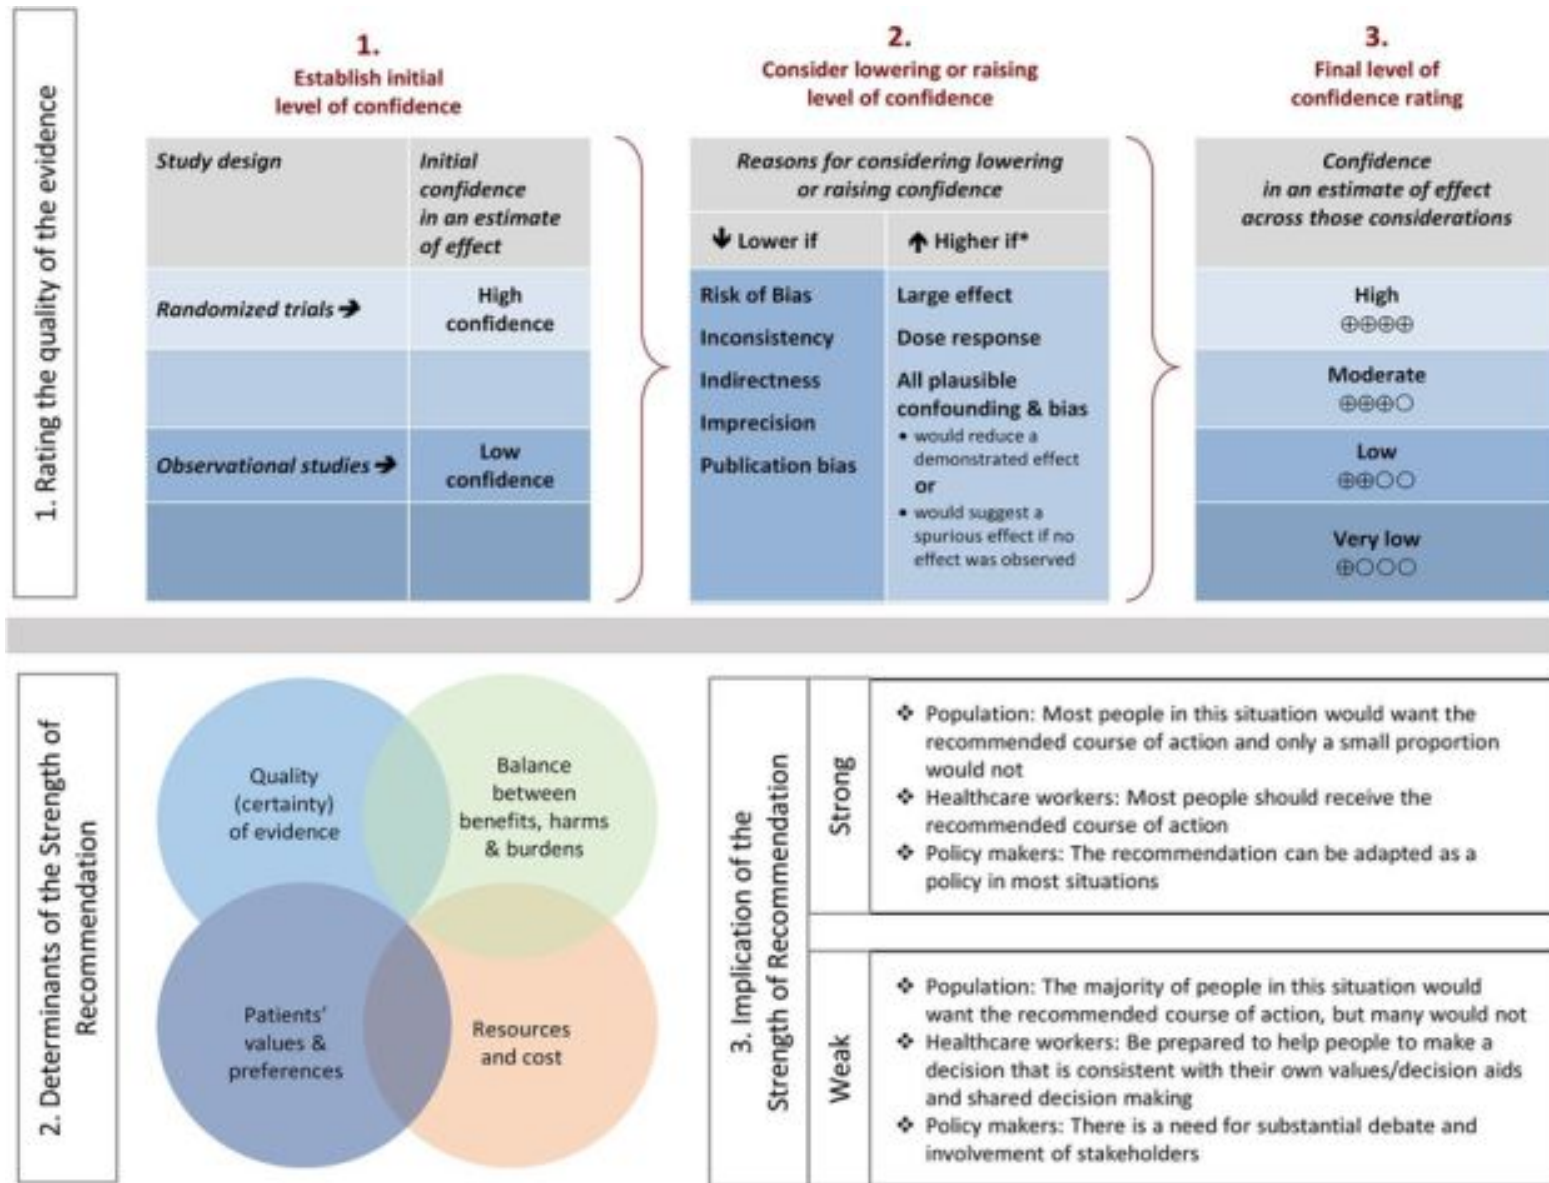 1. Rating the quality of the evidence
1.
Establish initial
level of confidence
Study design
Initial
confidence
in an estimate
of effect
Randomized trials ➔
High
confidence
Observational studies ➔
Low
confidence
2.
Consider lowering or raising
level of confidence
Reasons for considering lowering
or raising confidence
🡫 Lower if
🡩 Higher if*
Risk of Bias
Inconsistency
Indirectness
Imprecision
Publication bias
Large effect
Dose response
All plausible
confounding & bias
• would reduce a
demonstrated effect
or
• would suggest a
spurious effect if no
effect was observed
3.
Final level of
confidence rating
Confidence
in an estimate of effect
across those considerations
High
⊕⊕⊕⊕
Moderate
⊕⊕⊕○
Low
⊕⊕○○
Very low
⊕○○○
2. Determinants of the Strength of
Recommendation
Quality
(certainty)
of evidence
Balance
between
benefits, harms
& burdens
Patients'
values &
preferences
Resources
and cost
3. Implication of the
Strength of Recommendation
Strong
❖ Population: Most people in this situation would want the
recommended course of action and only a small proportion
would not
❖ Healthcare workers: Most people should receive the
recommended course of action
❖ Policy makers: The recommendation can be adapted as a
policy in most situations
Weak
❖ Population: The majority of people in this situation would
want the recommended course of action, but many would not
❖ Healthcare workers: Be prepared to help people to make a
decision that is consistent with their own values/decision aids
and shared decision making
❖ Policy makers: There is a need for substantial debate and
involvement of stakeholders